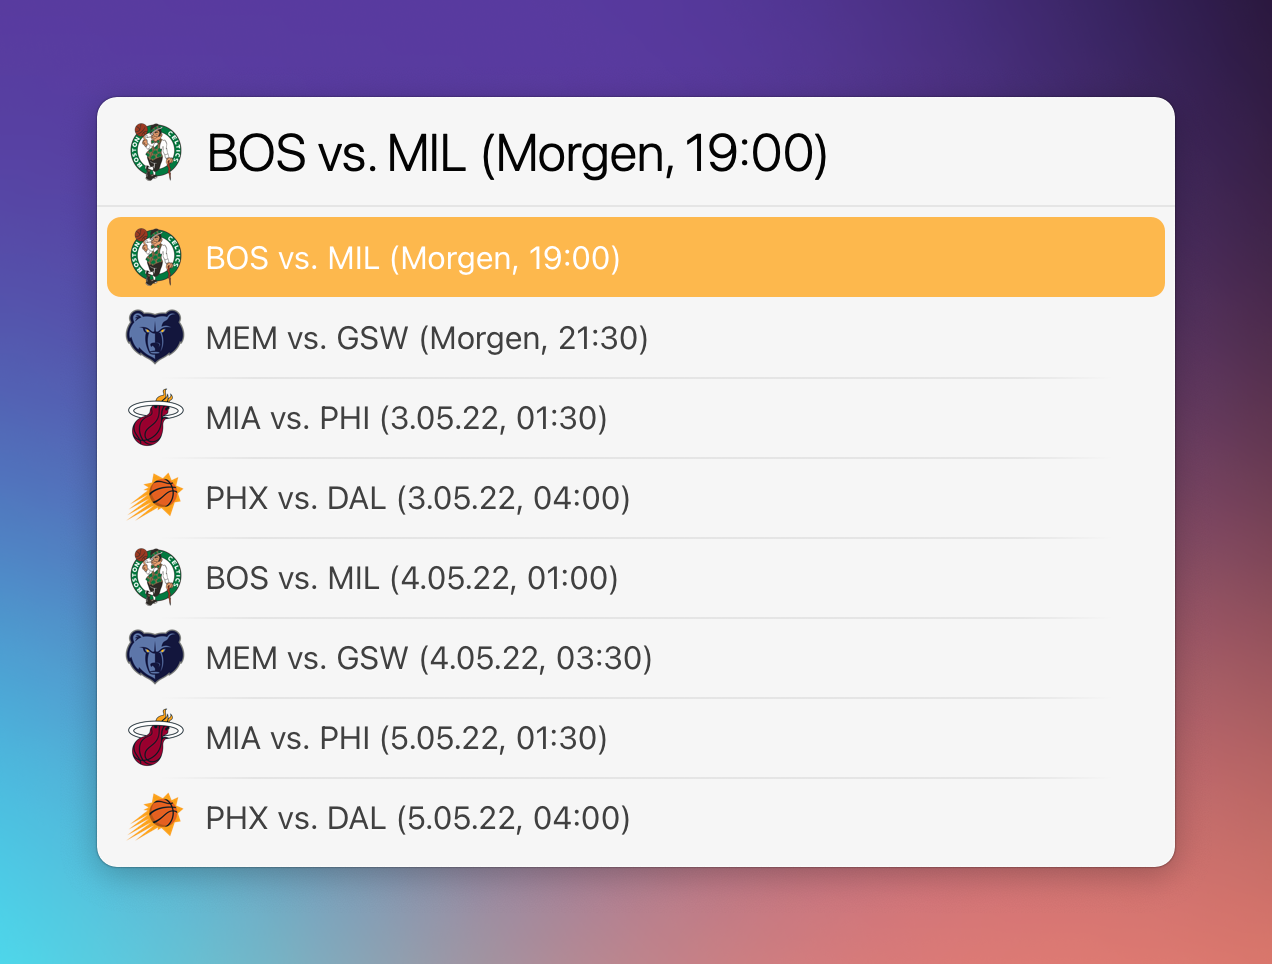 BOS vs. MIL (Morgen, 19:00)
BOS vs. MIL (Morgen, 19:00)
MEM vs. GSW (Morgen, 21:30)
MIA vs. PHI (3.05.22, 01:30)
PHX vs. DAL (3.05.22, 04:00)
BOS vs. MIL (4.05.22, 01:00)
MEM vs. GSW (4.05.22, 03:30)
MIA vs. PHI (5.05.22, 01:30)
PHX vs. DAL (5.05.22, 04:00)